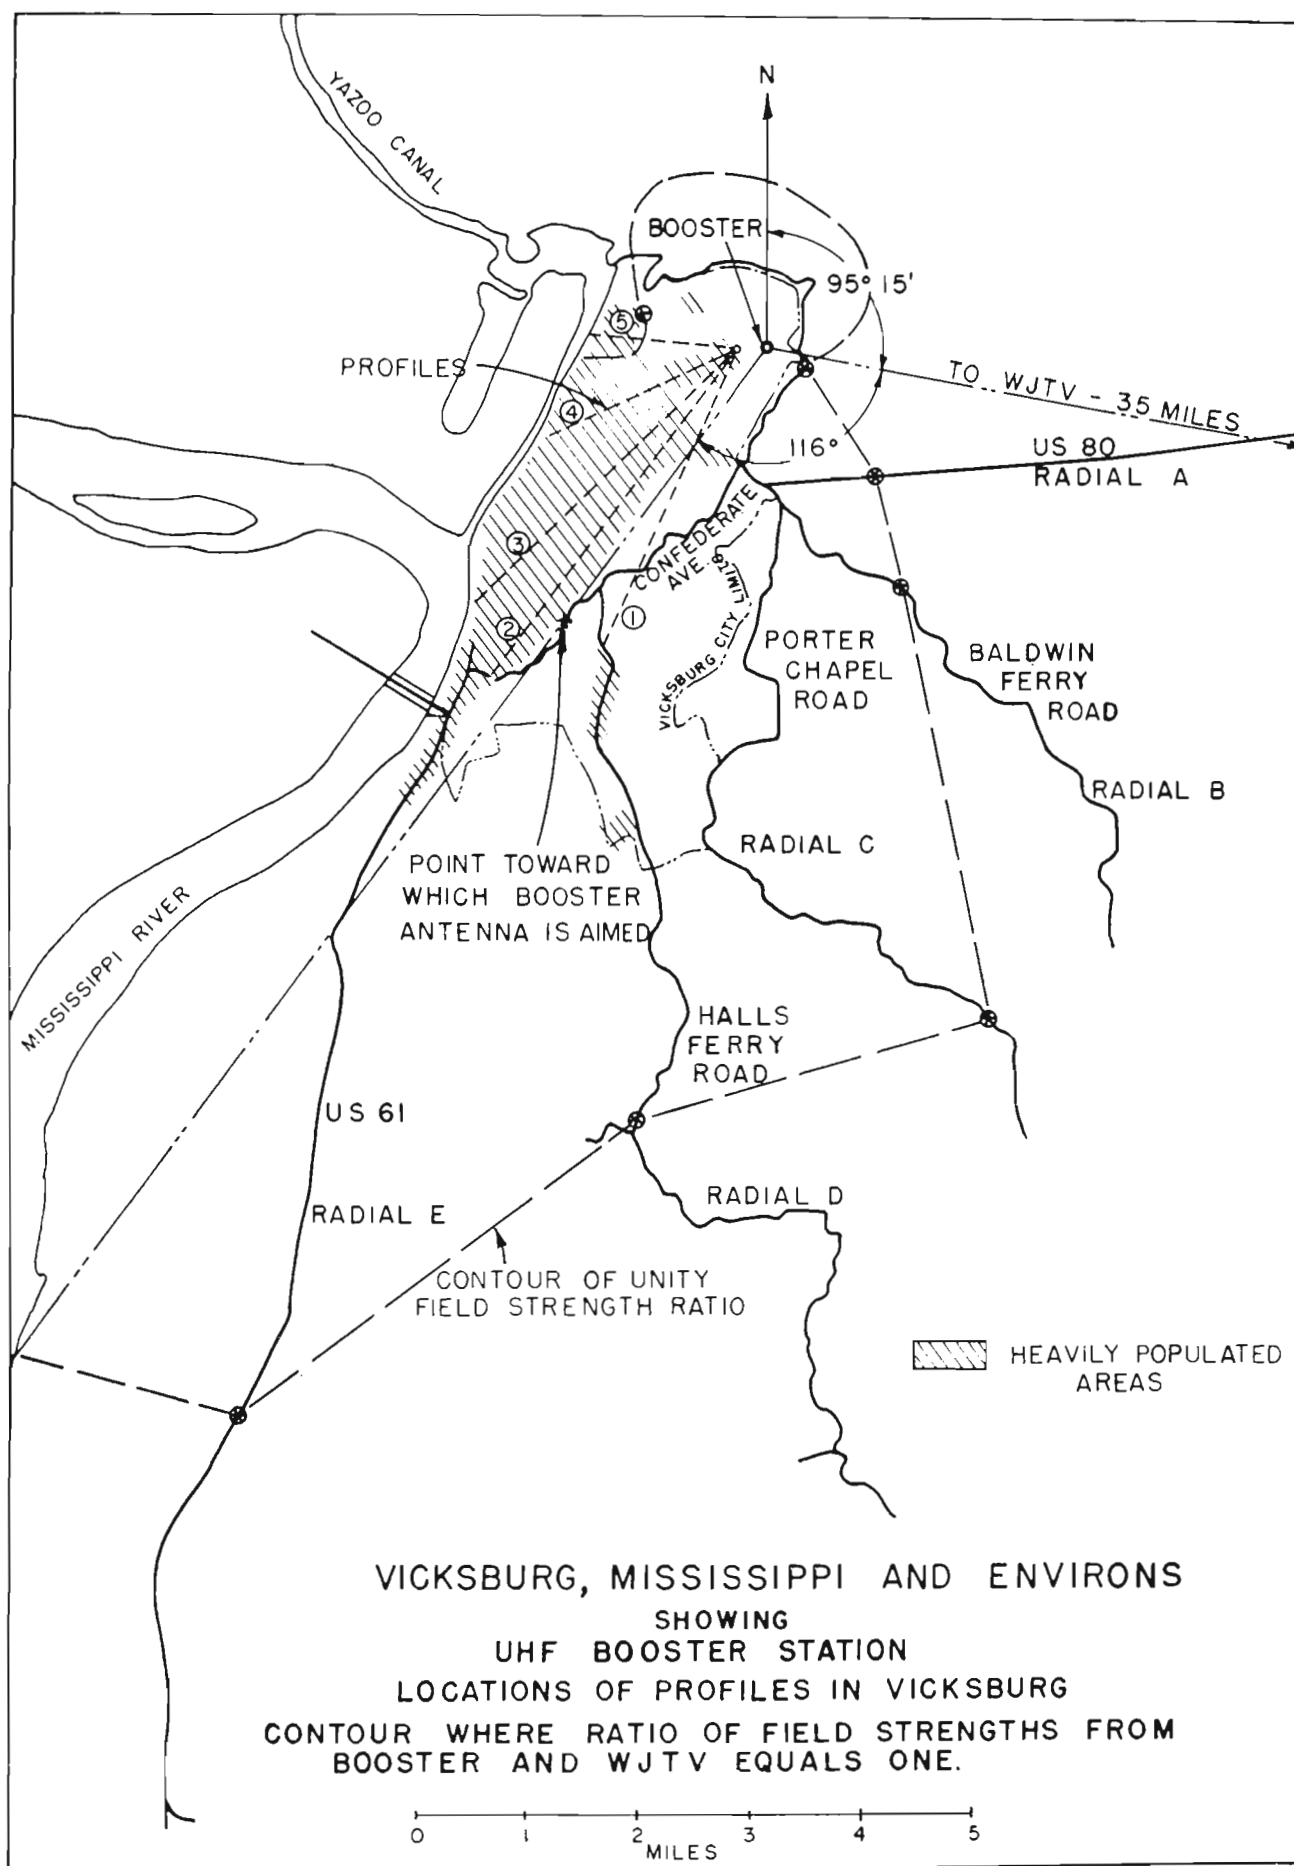 N
YAZOO CANAL
BOOSTER
95° 15'
⑤
PROFILES
TO WJTV - 35 MILES
④
116°
US 80
RADIAL A
③
CONFEDERATE
AVE.
VICKSBURG CITY LIMITS
②
①
PORTER
CHAPEL
ROAD
BALDWIN
FERRY
ROAD
RADIAL B
RADIAL C
POINT TOWARD
WHICH BOOSTER
ANTENNA IS AIMED
MISSISSIPPI RIVER
HALLS
FERRY
ROAD
US 61
RADIAL D
RADIAL E
CONTOUR OF UNITY
FIELD STRENGTH RATIO
HEAVILY POPULATED
AREAS
VICKSBURG, MISSISSIPPI AND ENVIRONS
SHOWING
UHF BOOSTER STATION
LOCATIONS OF PROFILES IN VICKSBURG
CONTOUR WHERE RATIO OF FIELD STRENGTHS FROM
BOOSTER AND WJTV EQUALS ONE.
0 1 2 3 4 5
MILES